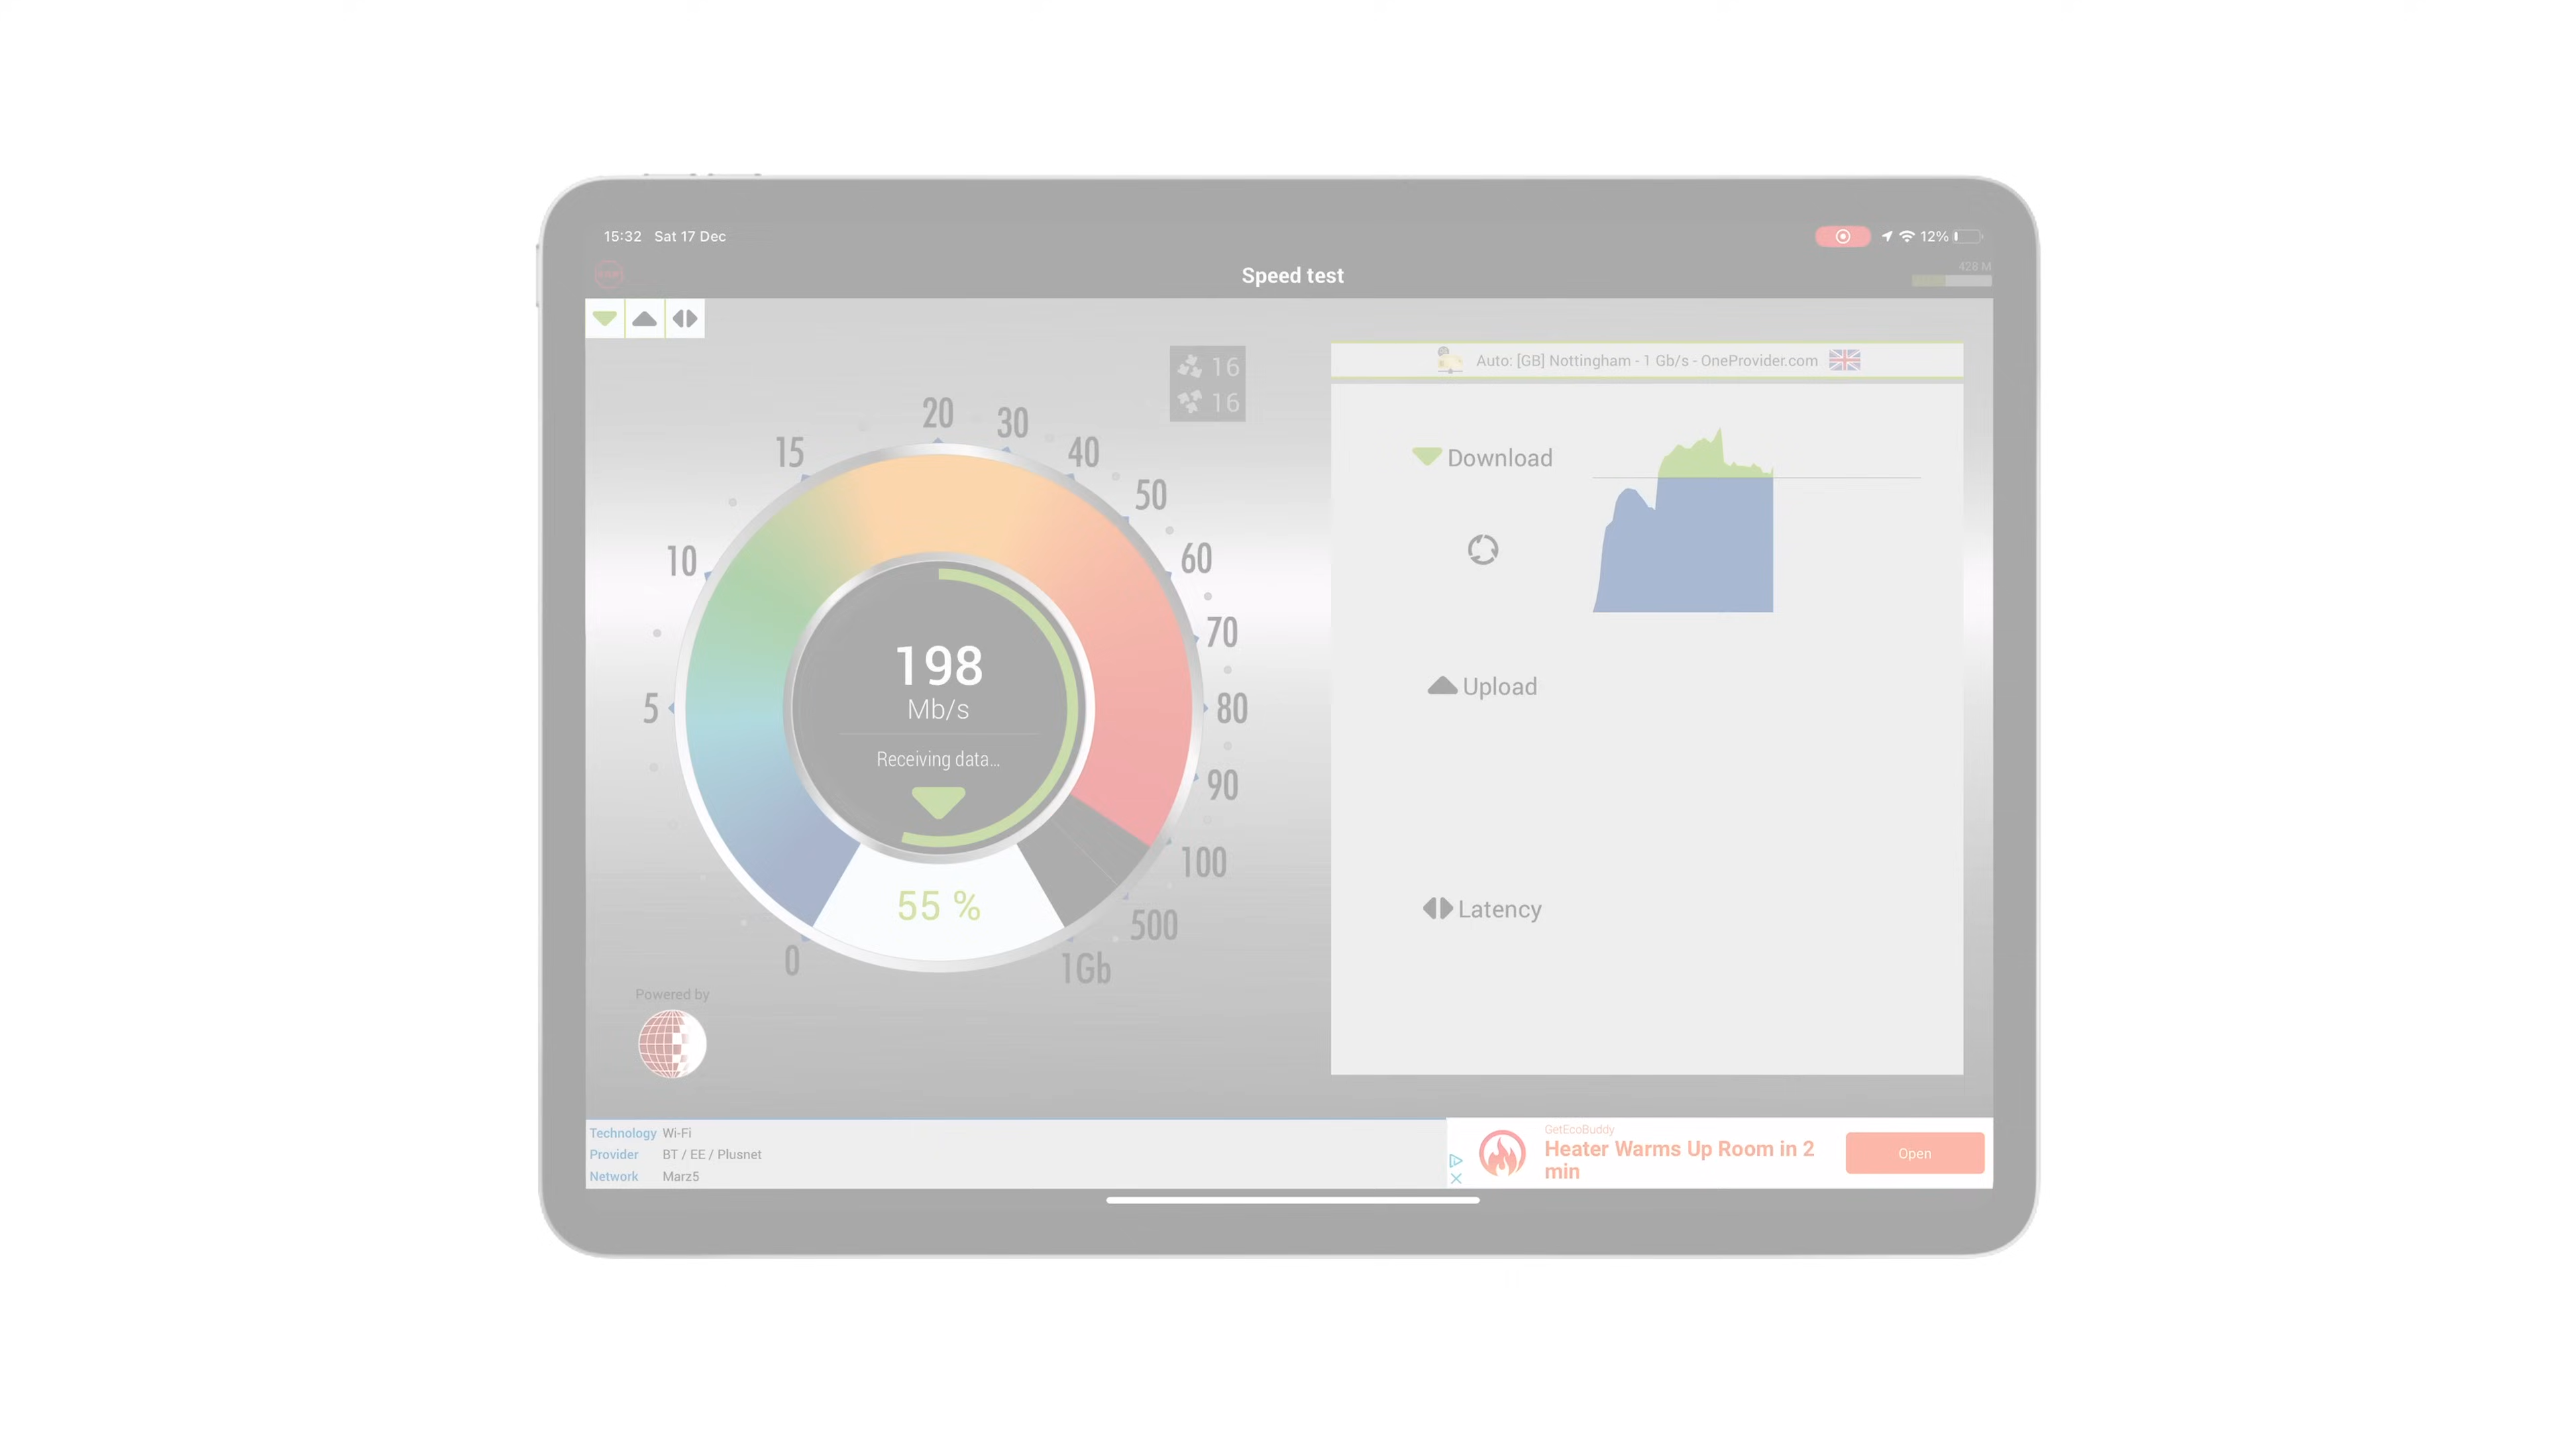 15:32 Sat 17 Dec
12%
Speed test
428 M
16
16
Auto: [GB] Nottingham - 1 Gb/s - OneProvider.com
0
5
10
15
20
30
40
50
60
70
80
90
100
500
1Gb
198
Mb/s
Receiving data...
55 %
Download
Upload
Latency
Powered by
Technology Wi-Fi
Provider BT / EE / Plusnet
Network Marz5
GetEcoBuddy
Heater Warms Up Room in 2
min
Open